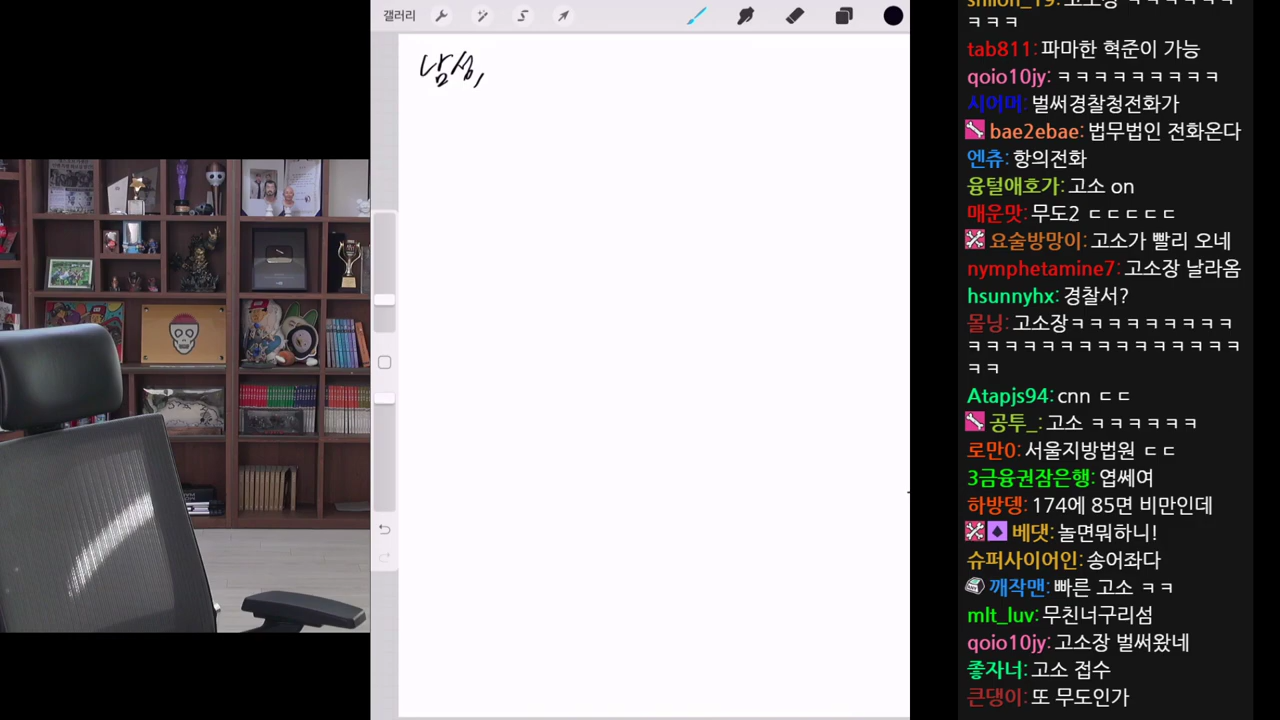 갤러리
남성,
shilon_19: 고소장 ㅋㅋㅋㅋㅋㅋㅋ
ㅋㅋㅋ
tab811: 파마한 혁준이 가능
qoio10jy: ㅋㅋㅋㅋㅋㅋㅋㅋㅋ
시어머: 벌써경찰청전화가
bae2ebae: 법무법인 전화온다
엔츄: 항의전화
융털애호가: 고소 on
매운맛: 무도2 ㄷㄷㄷㄷㄷ
요술방망이: 고소가 빨리 오네
nymphetamine7: 고소장 날라옴
hsunnyhx: 경찰서?
몰닝: 고소장ㅋㅋㅋㅋㅋㅋㅋㅋㅋ
ㅋㅋㅋㅋㅋㅋㅋㅋㅋㅋㅋㅋㅋㅋㅋ
ㅋㅋ
Atapjs94: cnn ㄷㄷ
공투_: 고소 ㅋㅋㅋㅋㅋㅋ
로만0: 서울지방법원 ㄷㄷ
3금융권잠은행: 엽쎄여
하방뎅: 174에 85면 비만인데
베댓: 놀면뭐하니!
슈퍼사이어인: 송어좌다
깨작맨: 빠른 고소 ㅋㅋ
mlt_luv: 무친너구리섬
qoio10jy: 고소장 벌써왔네
좋자너: 고소 접수
큰댕이: 또 무도인가